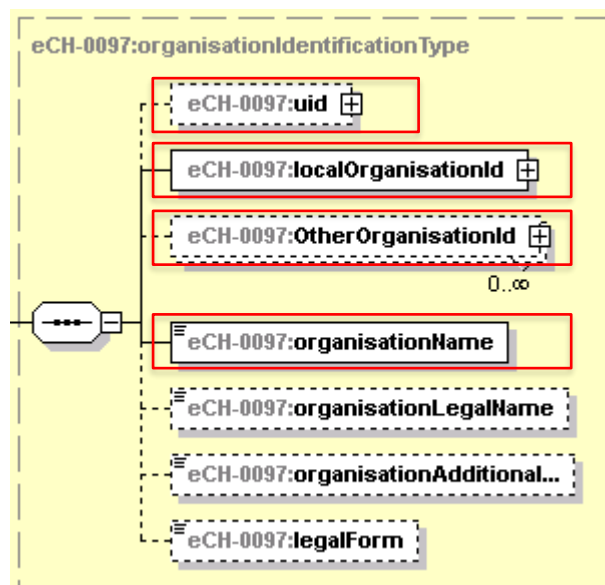 eCH-0097:organisationIdentificationType
eCH-0097:uid
eCH-0097:localOrganisationId
eCH-0097:OtherOrganisationId
0..∞
eCH-0097:organisationName
eCH-0097:organisationLegalName
eCH-0097:organisationAdditional...
eCH-0097:legalForm